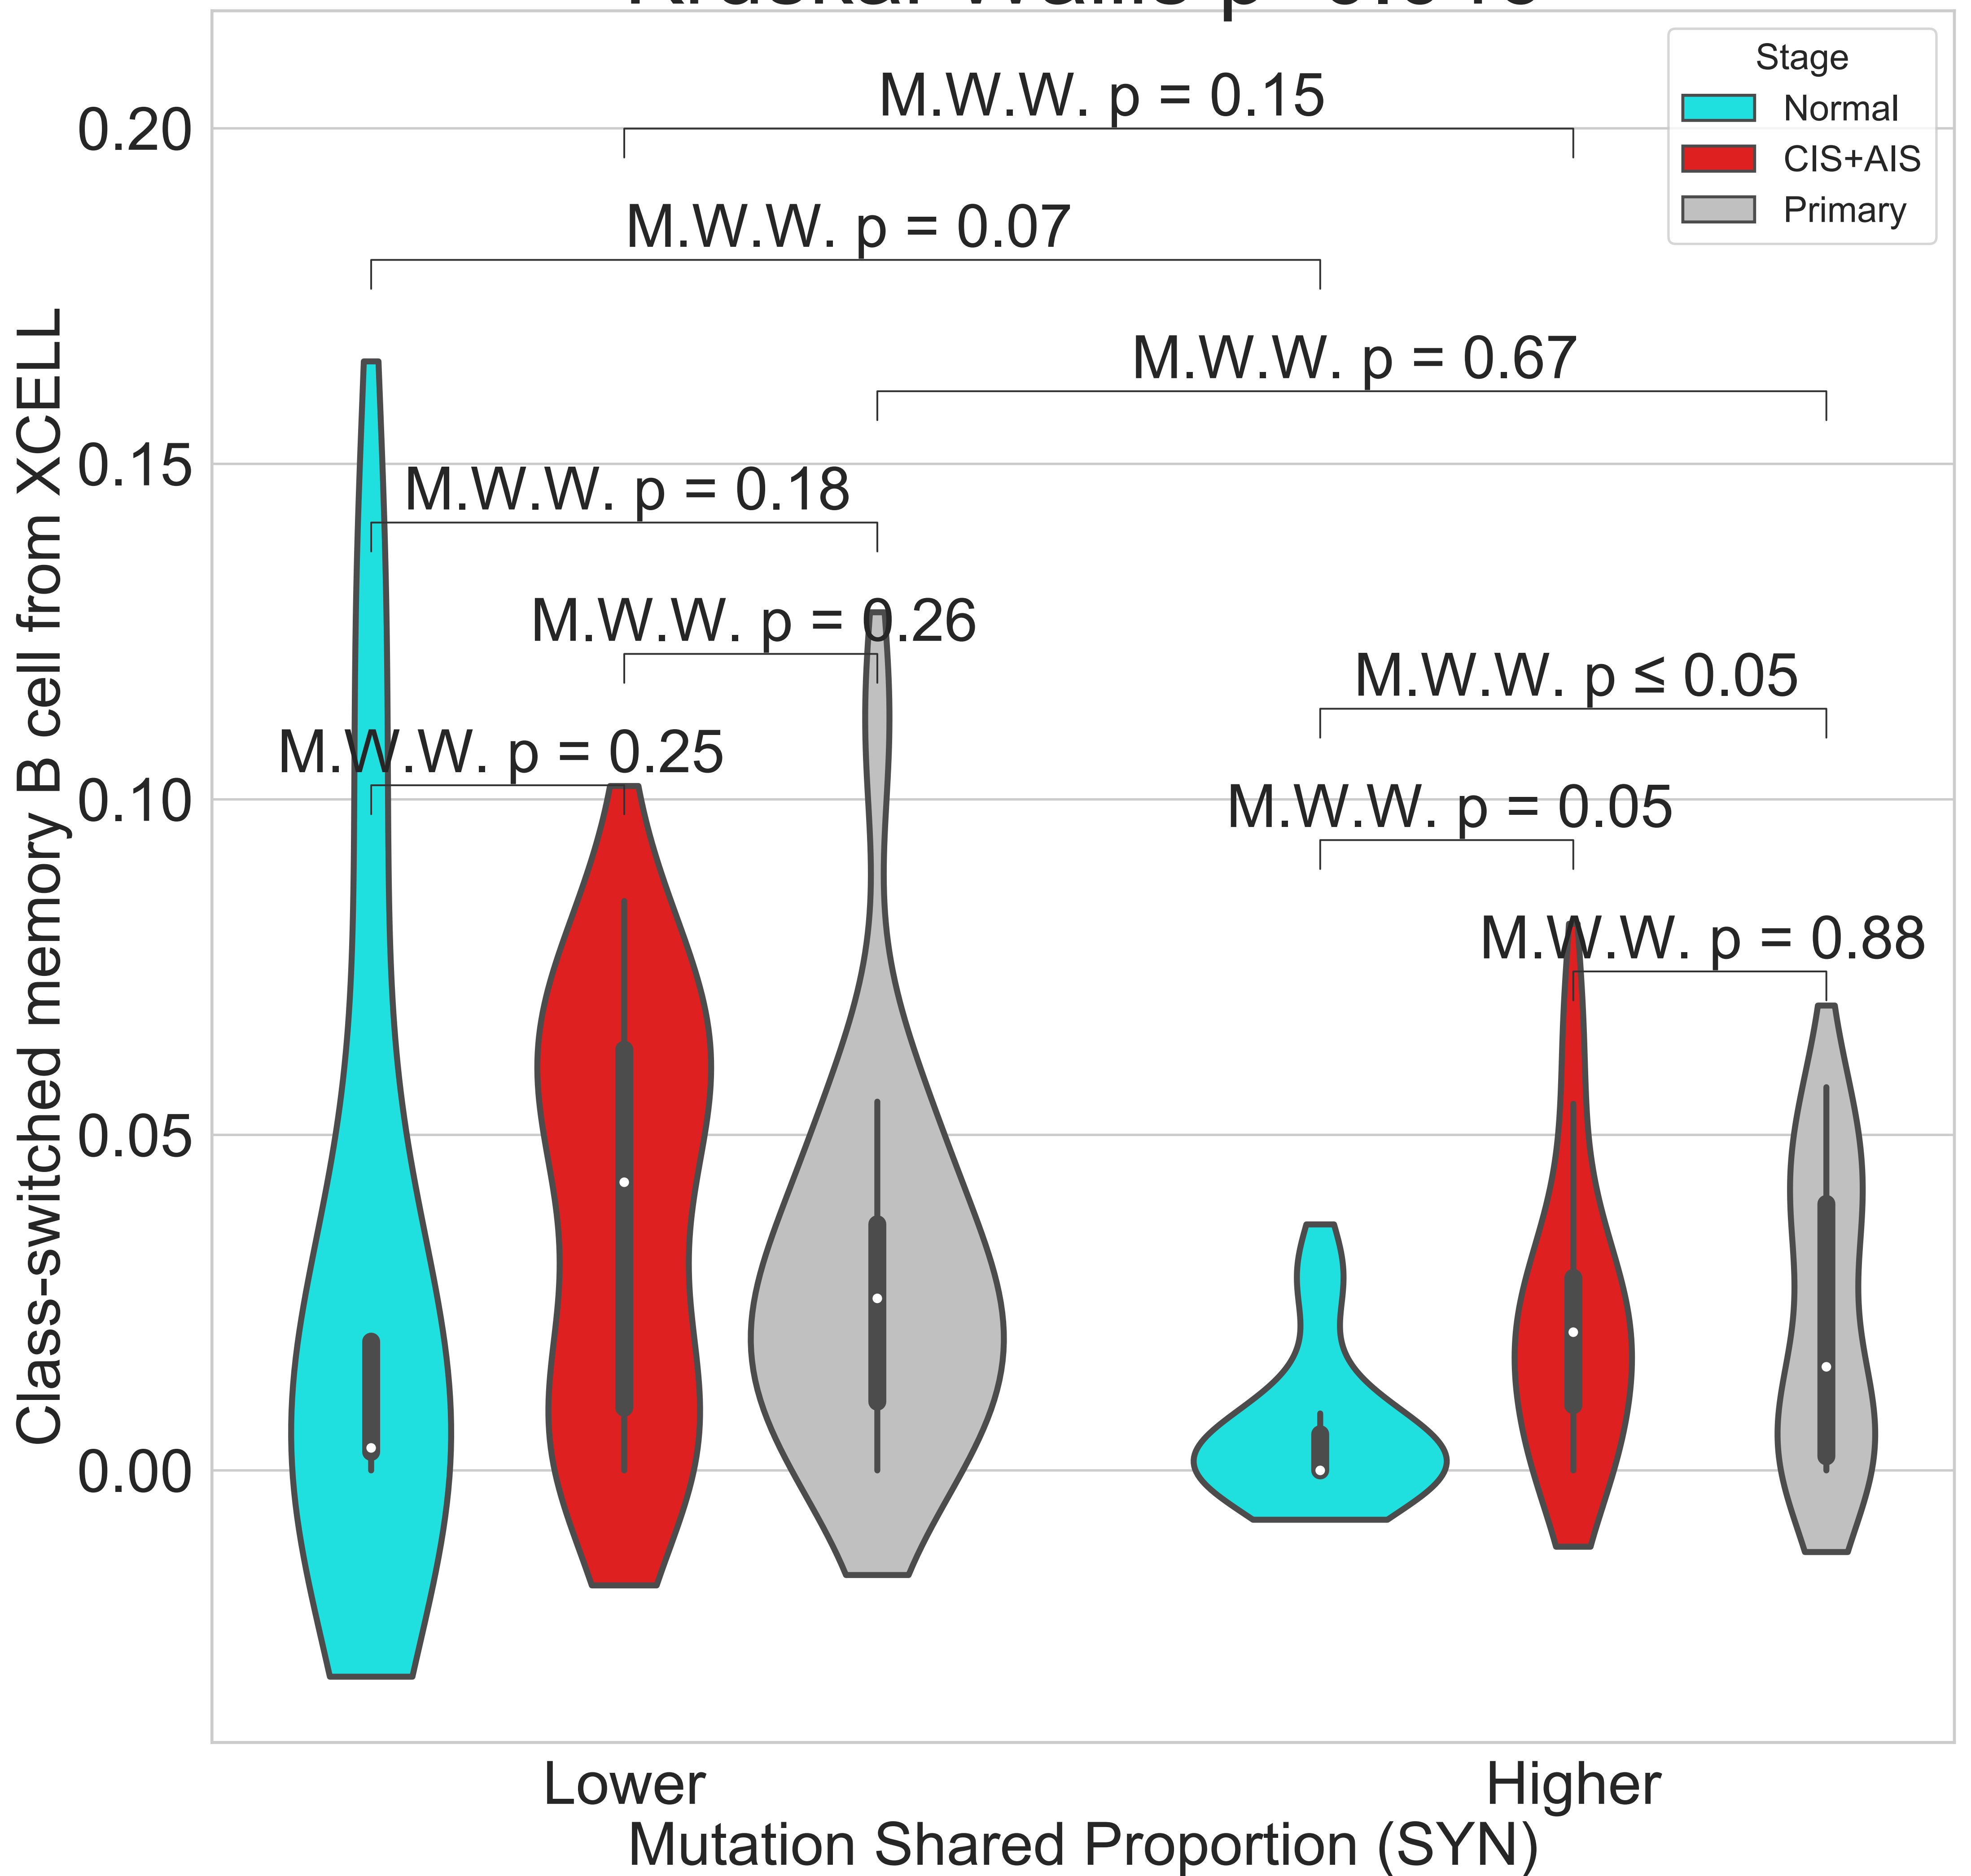 Stage
Normal
CIS+AIS
Primary
M.W.W. p = 0.15
M.W.W. p = 0.07
M.W.W. p = 0.67
M.W.W. p = 0.18
M.W.W. p = 0.26
M.W.W. p ≤ 0.05
M.W.W. p = 0.25
M.W.W. p = 0.05
M.W.W. p = 0.88
Class-switched memory B cell from XCELL
0.20
0.15
0.10
0.05
0.00
Lower
Higher
Mutation Shared Proportion (SYN)